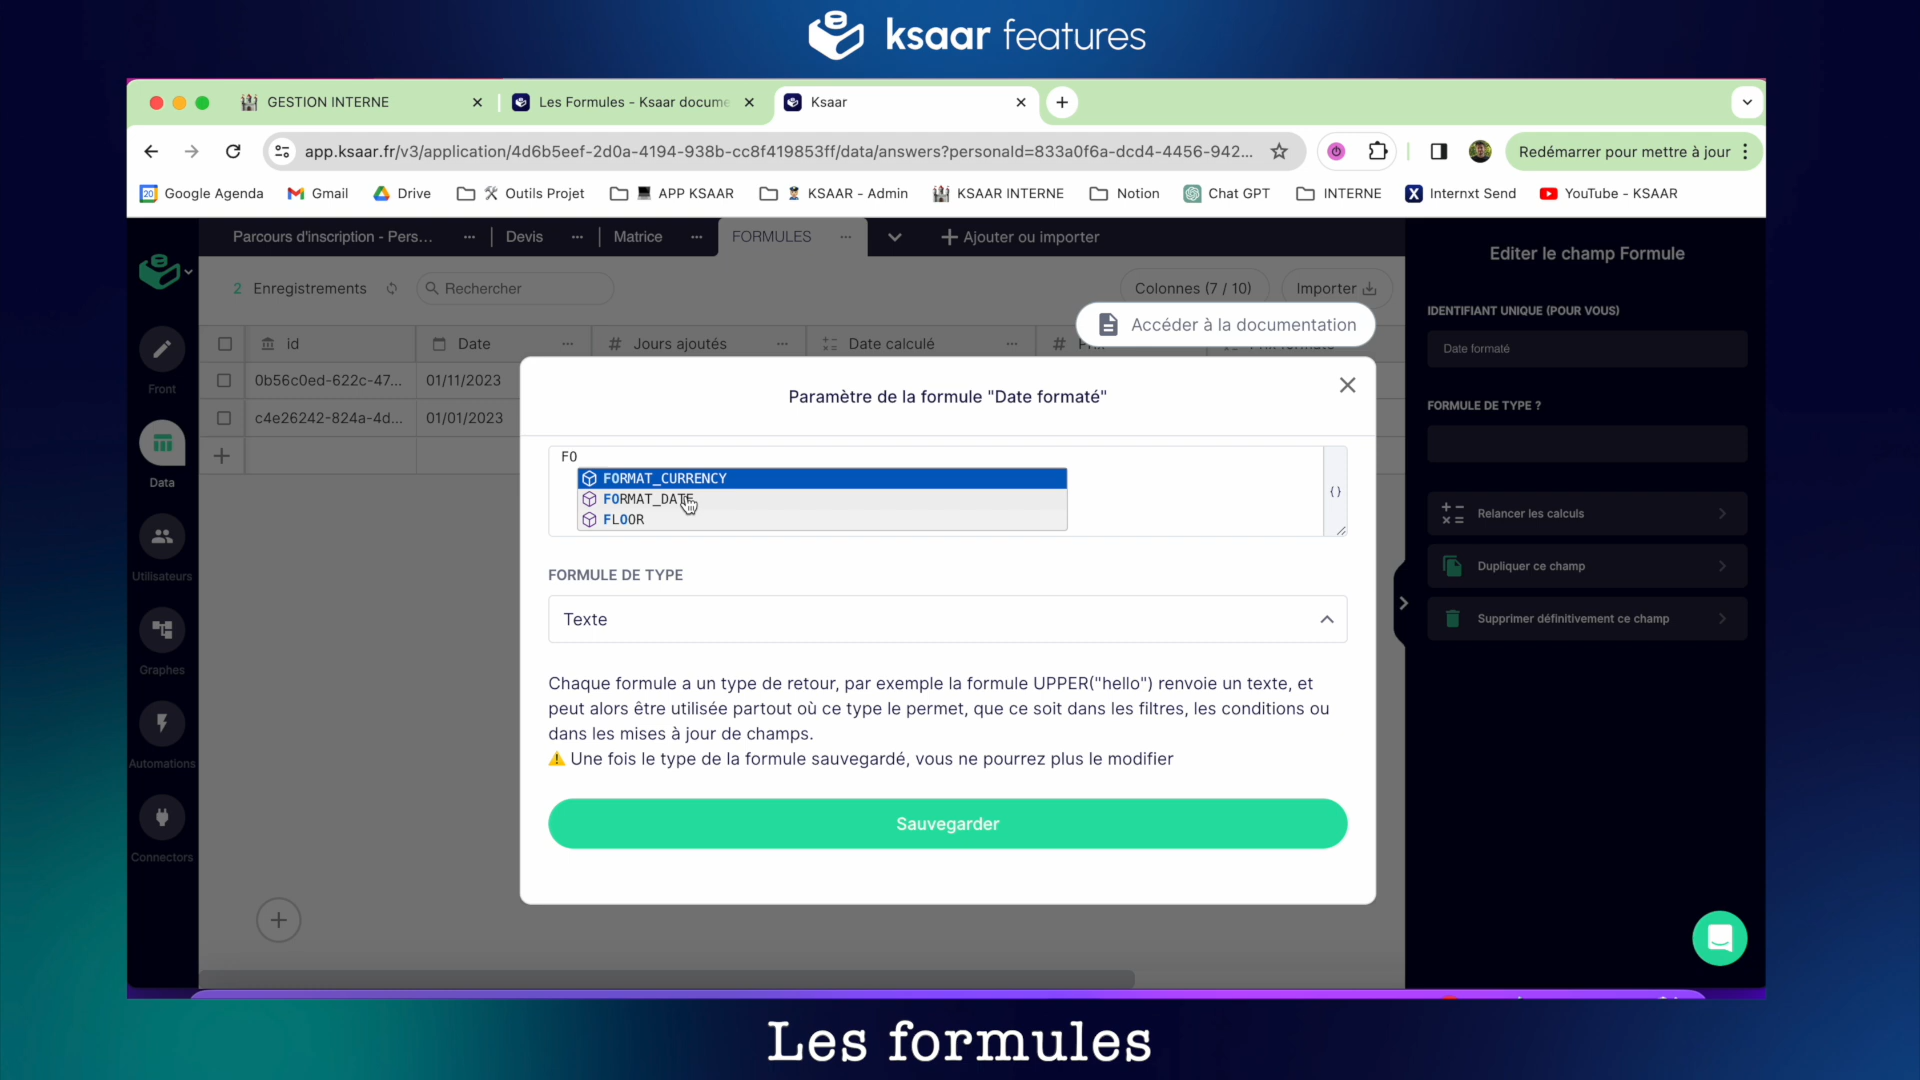 ksaar features
GESTION INTERNE
Les Formules - Ksaar docume
Ksaar
app.ksaar.fr/v3/application/4d6b5eef-2d0a-4194-938b-cc8f419853ff/data/answers?personaId=833a0f6a-dcd4-4456-942...
Redémarrer pour mettre à jour
Google Agenda
Gmail
Drive
Outils Projet
APP KSAAR
KSAAR - Admin
KSAAR INTERNE
Notion
Chat GPT
INTERNE
Internxt Send
YouTube - KSAAR
Parcours d'inscription - Pers...
Devis
Matrice
FORMULES
Ajouter ou importer
2 Enregistrements
Rechercher
Colonnes (7 / 10)
Importer
Accéder à la documentation
id
Date
Jours ajoutés
Date calculé
0b56c0ed-622c-47...
01/11/2023
c4e26242-824a-4d...
01/01/2023
Front
Data
Utilisateurs
Graphes
Automations
Connectors
Paramètre de la formule "Date formaté"
FO
FORMAT_CURRENCY
FORMAT_DATE
FLOOR
{}
FORMULE DE TYPE
Texte
Chaque formule a un type de retour, par exemple la formule UPPER("hello") renvoie un texte, et
peut alors être utilisée partout où ce type le permet, que ce soit dans les filtres, les conditions ou
dans les mises à jour de champs.
⚠️ Une fois le type de la formule sauvegardé, vous ne pourrez plus le modifier
Sauvegarder
Editer le champ Formule
IDENTIFIANT UNIQUE (POUR VOUS)
Date formaté
FORMULE DE TYPE ?
Relancer les calculs
Dupliquer ce champ
Supprimer définitivement ce champ
Les formules